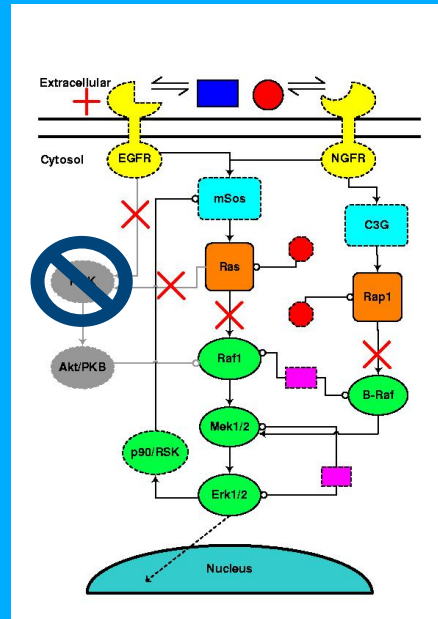 Extracellular
Cytosol
EGFR
NGFR
mSos
C3G
Ras
Rap1
Raf1
Akt/PKB
B-Raf
Mek1/2
p90/RSK
Erk1/2
Nucleus